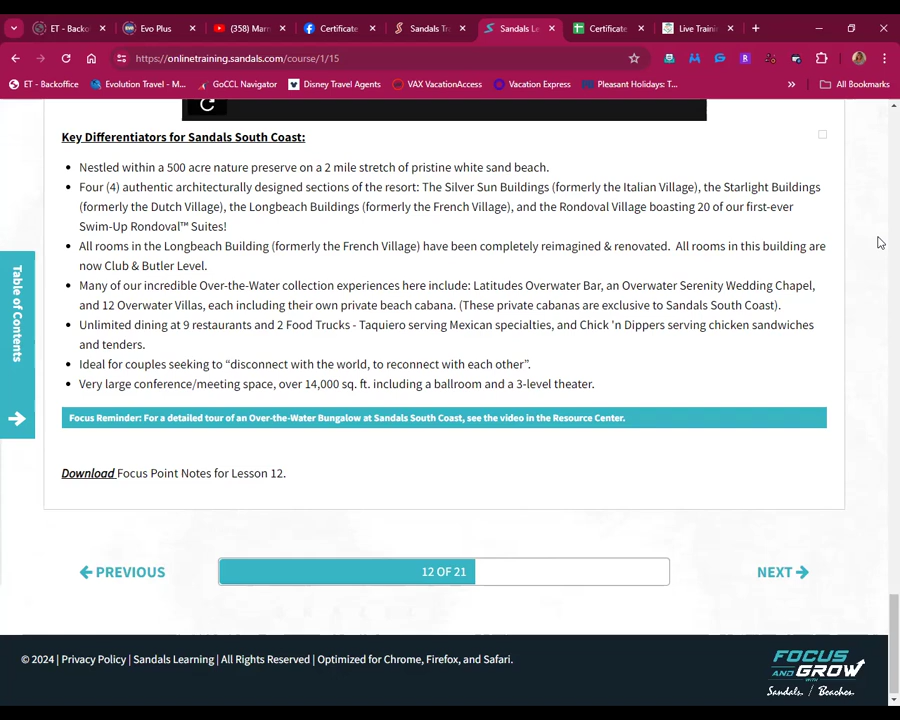 ET - Backo
Evo Plus
(358) Marr
Certificate
Sandals Tr
Sandals Le
Certificate
Live Trainin
https://onlinetraining.sandals.com/course/1/15
ET - Backoffice
Evolution Travel - M...
GoCCL Navigator
Disney Travel Agents
VAX VacationAccess
Vacation Express
Pleasant Holidays: T...
»
All Bookmarks
Key Differentiators for Sandals South Coast:
• Nestled within a 500 acre nature preserve on a 2 mile stretch of pristine white sand beach.
• Four (4) authentic architecturally designed sections of the resort: The Silver Sun Buildings (formerly the Italian Village), the Starlight Buildings
(formerly the Dutch Village), the Longbeach Buildings (formerly the French Village), and the Rondoval Village boasting 20 of our first-ever
Swim-Up Rondoval™ Suites!
• All rooms in the Longbeach Building (formerly the French Village) have been completely reimagined & renovated. All rooms in this building are
now Club & Butler Level.
• Many of our incredible Over-the-Water collection experiences here include: Latitudes Overwater Bar, an Overwater Serenity Wedding Chapel,
and 12 Overwater Villas, each including their own private beach cabana. (These private cabanas are exclusive to Sandals South Coast).
• Unlimited dining at 9 restaurants and 2 Food Trucks - Taquiero serving Mexican specialties, and Chick 'n Dippers serving chicken sandwiches
and tenders.
• Ideal for couples seeking to “disconnect with the world, to reconnect with each other”.
• Very large conference/meeting space, over 14,000 sq. ft. including a ballroom and a 3-level theater.
Focus Reminder: For a detailed tour of an Over-the-Water Bungalow at Sandals South Coast, see the video in the Resource Center.
Table of Contents
Download Focus Point Notes for Lesson 12.
PREVIOUS
12 OF 21
NEXT
© 2024 | Privacy Policy | Sandals Learning | All Rights Reserved | Optimized for Chrome, Firefox, and Safari.
FOCUS
AND GROW
WITH
Sandals / Beaches